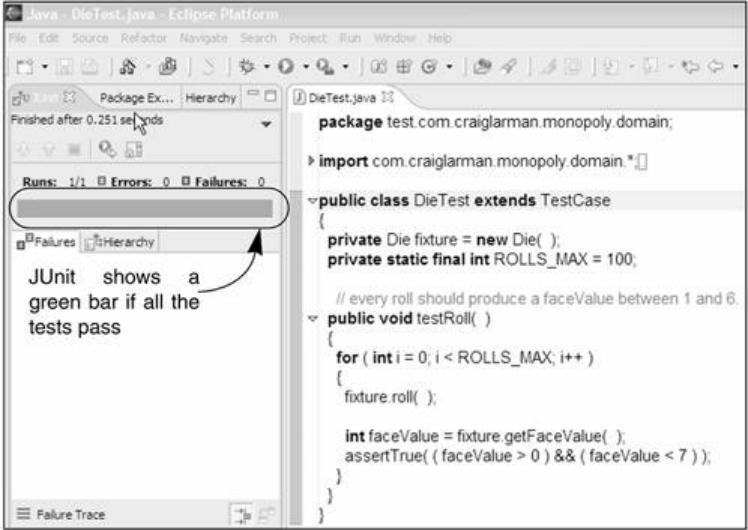 Java - DieTest.java - Eclipse Platform
File Edit Source Refactor Navigate Search Project Run Window Help
Package Ex... Hierarchy
DieTest.java
Finished after 0.251 seconds
Runs: 1/1 Errors: 0 Failures: 0
Failures Hierarchy
JUnit shows a
green bar if all the
tests pass
Failure Trace
package test.com.craiglarman.monopoly.domain;
import com.craiglarman.monopoly.domain.*;
public class DieTest extends TestCase
{
private Die fixture = new Die( );
private static final int ROLLS_MAX = 100;
// every roll should produce a faceValue between 1 and 6.
public void testRoll( )
{
for ( int i = 0; i < ROLLS_MAX; i++ )
{
fixture.roll( );
int faceValue = fixture.getFaceValue( );
assertTrue( ( faceValue > 0 ) && ( faceValue < 7 ) );
}
}
}